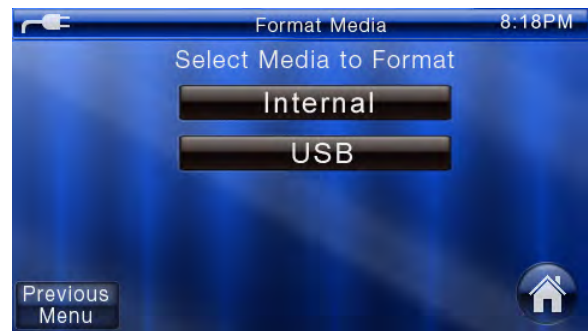 Format Media 8:18PM
Select Media to Format
Internal
USB
Previous
Menu